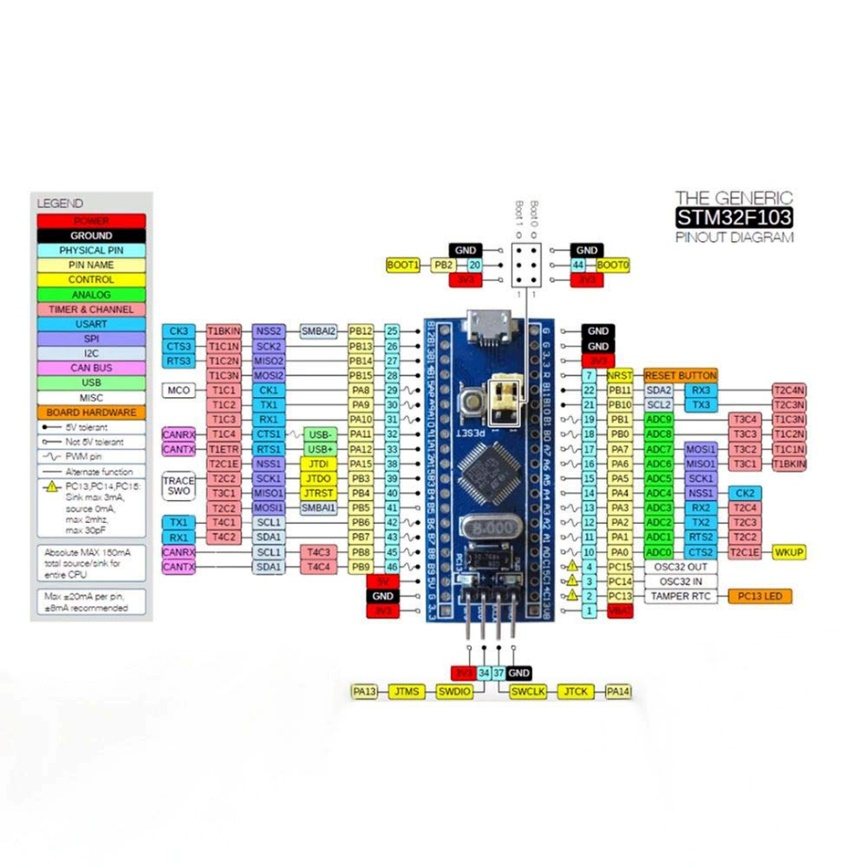 THE GENERIC
STM32F103
PINOUT DIAGRAM
LEGEND
POWER
GROUND
PHYSICAL PIN
PIN NAME
CONTROL
ANALOG
TIMER & CHANNEL
USART
SPI
I2C
CAN BUS
USB
MISC
BOARD HARDWARE
5V tolerant
Not 5V tolerant
PWM pin
Alternate function
PC13,PC14,PC15:
Sink max 3mA,
source 0mA,
max 2mhz,
max 30pF
Absolute MAX 150mA
total source/sink for
entire CPU
Max ±20mA per pin,
±8mA recommended
Boot 1 Boot 0
GND GND
BOOT1 PB2 20 44 BOOT0
3V3 3V3
1 1
CK3 T1BKIN NSS2 SMBAI2 PB12 25
CTS3 T1C1N SCK2 PB13 26
RTS3 T1C2N MISO2 PB14 27
T1C3N MOSI2 PB15 28
MCO T1C1 CK1 PA8 29
T1C2 TX1 PA9 30
T1C3 RX1 PA10 31
CANRX T1C4 CTS1 USB- PA11 32
CANTX T1ETR RTS1 USB+ PA12 33
T2C1E NSS1 JTDI PA15 38
TRACE
SWO
T2C2 SCK1 JTDO PB3 39
T3C1 MISO1 JTRST PB4 40
T2C2 MOSI1 SMBAI1 PB5 41
TX1 T4C1 SCL1 PB6 42
RX1 T4C2 SDA1 PB7 43
CANRX SCL1 T4C3 PB8 45
CANTX SDA1 T4C4 PB9 46
5V
GND
3V3
GND
GND
3V3
7 NRST RESET BUTTON
22 PB11 SDA2 RX3 T2C4N
21 PB10 SCL2 TX3 T2C3N
19 PB1 ADC9 T3C4 T1C3N
18 PB0 ADC8 T3C3 T1C2N
17 PA7 ADC7 MOSI1 T3C2 T1C1N
16 PA6 ADC6 MISO1 T3C1 T1BKIN
15 PA5 ADC5 SCK1
14 PA4 ADC4 NSS1 CK2
13 PA3 ADC3 RX2 T2C4
12 PA2 ADC2 TX2 T2C3
11 PA1 ADC1 RTS2 T2C2
10 PA0 ADC0 CTS2 T2C1E WKUP
4 PC15 OSC32 OUT
3 PC14 OSC32 IN
2 PC13 TAMPER RTC PC13 LED
1 VBAT
RESET
8.000
3V3 34 37 GND
PA13 JTMS SWDIO SWCLK JTCK PA14